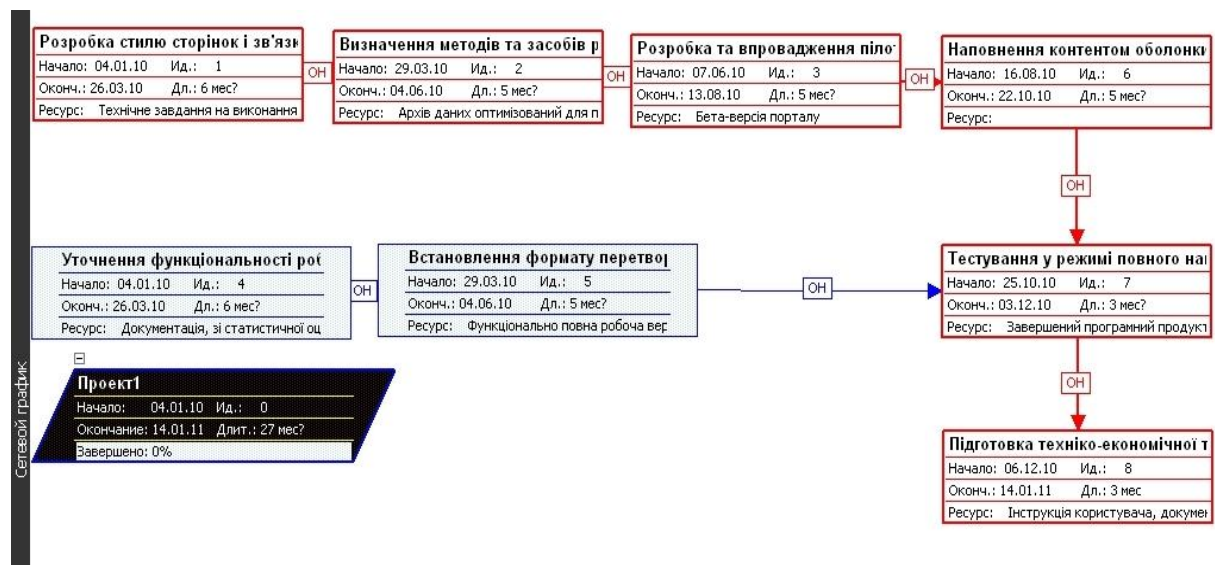 Розробка стилю сторінок і зв'язк
Начало: 04.01.10 Ид.: 1
Оконч.: 26.03.10 Дл.: 6 мес?
Ресурс: Технічне завдання на виконання
ОН
Визначення методів та засобів р
Начало: 29.03.10 Ид.: 2
Оконч.: 04.06.10 Дл.: 5 мес?
Ресурс: Архів даних оптимізований для п
ОН
Розробка та впровадження піло
Начало: 07.06.10 Ид.: 3
Оконч.: 13.08.10 Дл.: 5 мес?
Ресурс: Бета-версія порталу
ОН
Наповнення контентом оболонки
Начало: 16.08.10 Ид.: 6
Оконч.: 22.10.10 Дл.: 5 мес?
Ресурс:
ОН
Уточнення функціональності роб
Начало: 04.01.10 Ид.: 4
Оконч.: 26.03.10 Дл.: 6 мес?
Ресурс: Документація, зі статистичної оц
ОН
Встановлення формату перетвор
Начало: 29.03.10 Ид.: 5
Оконч.: 04.06.10 Дл.: 5 мес?
Ресурс: Функціонально повна робоча вер
ОН
Тестування у режимі повного на
Начало: 25.10.10 Ид.: 7
Оконч.: 03.12.10 Дл.: 3 мес?
Ресурс: Завершений програмний продукт
ОН
Проект1
Начало: 04.01.10 Ид.: 0
Окончание: 14.01.11 Длит.: 27 мес?
Завершено: 0%
Підготовка техніко-економічної т
Начало: 06.12.10 Ид.: 8
Оконч.: 14.01.11 Дл.: 3 мес
Ресурс: Інструкція користувача, докумен
Сетевой график